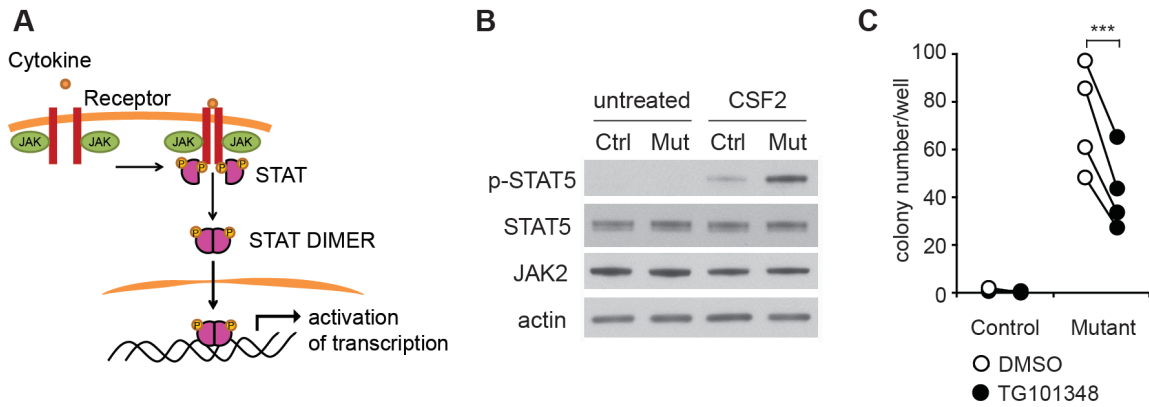 A
Cytokine
Receptor
JAK JAK JAK JAK
P P P P
STAT
P P
STAT DIMER
P P
activation
of transcription
B
untreated CSF2
Ctrl Mut Ctrl Mut
p-STAT5
STAT5
JAK2
actin
C
***
colony number/well
100
80
60
40
20
0
Control Mutant
DMSO
TG101348